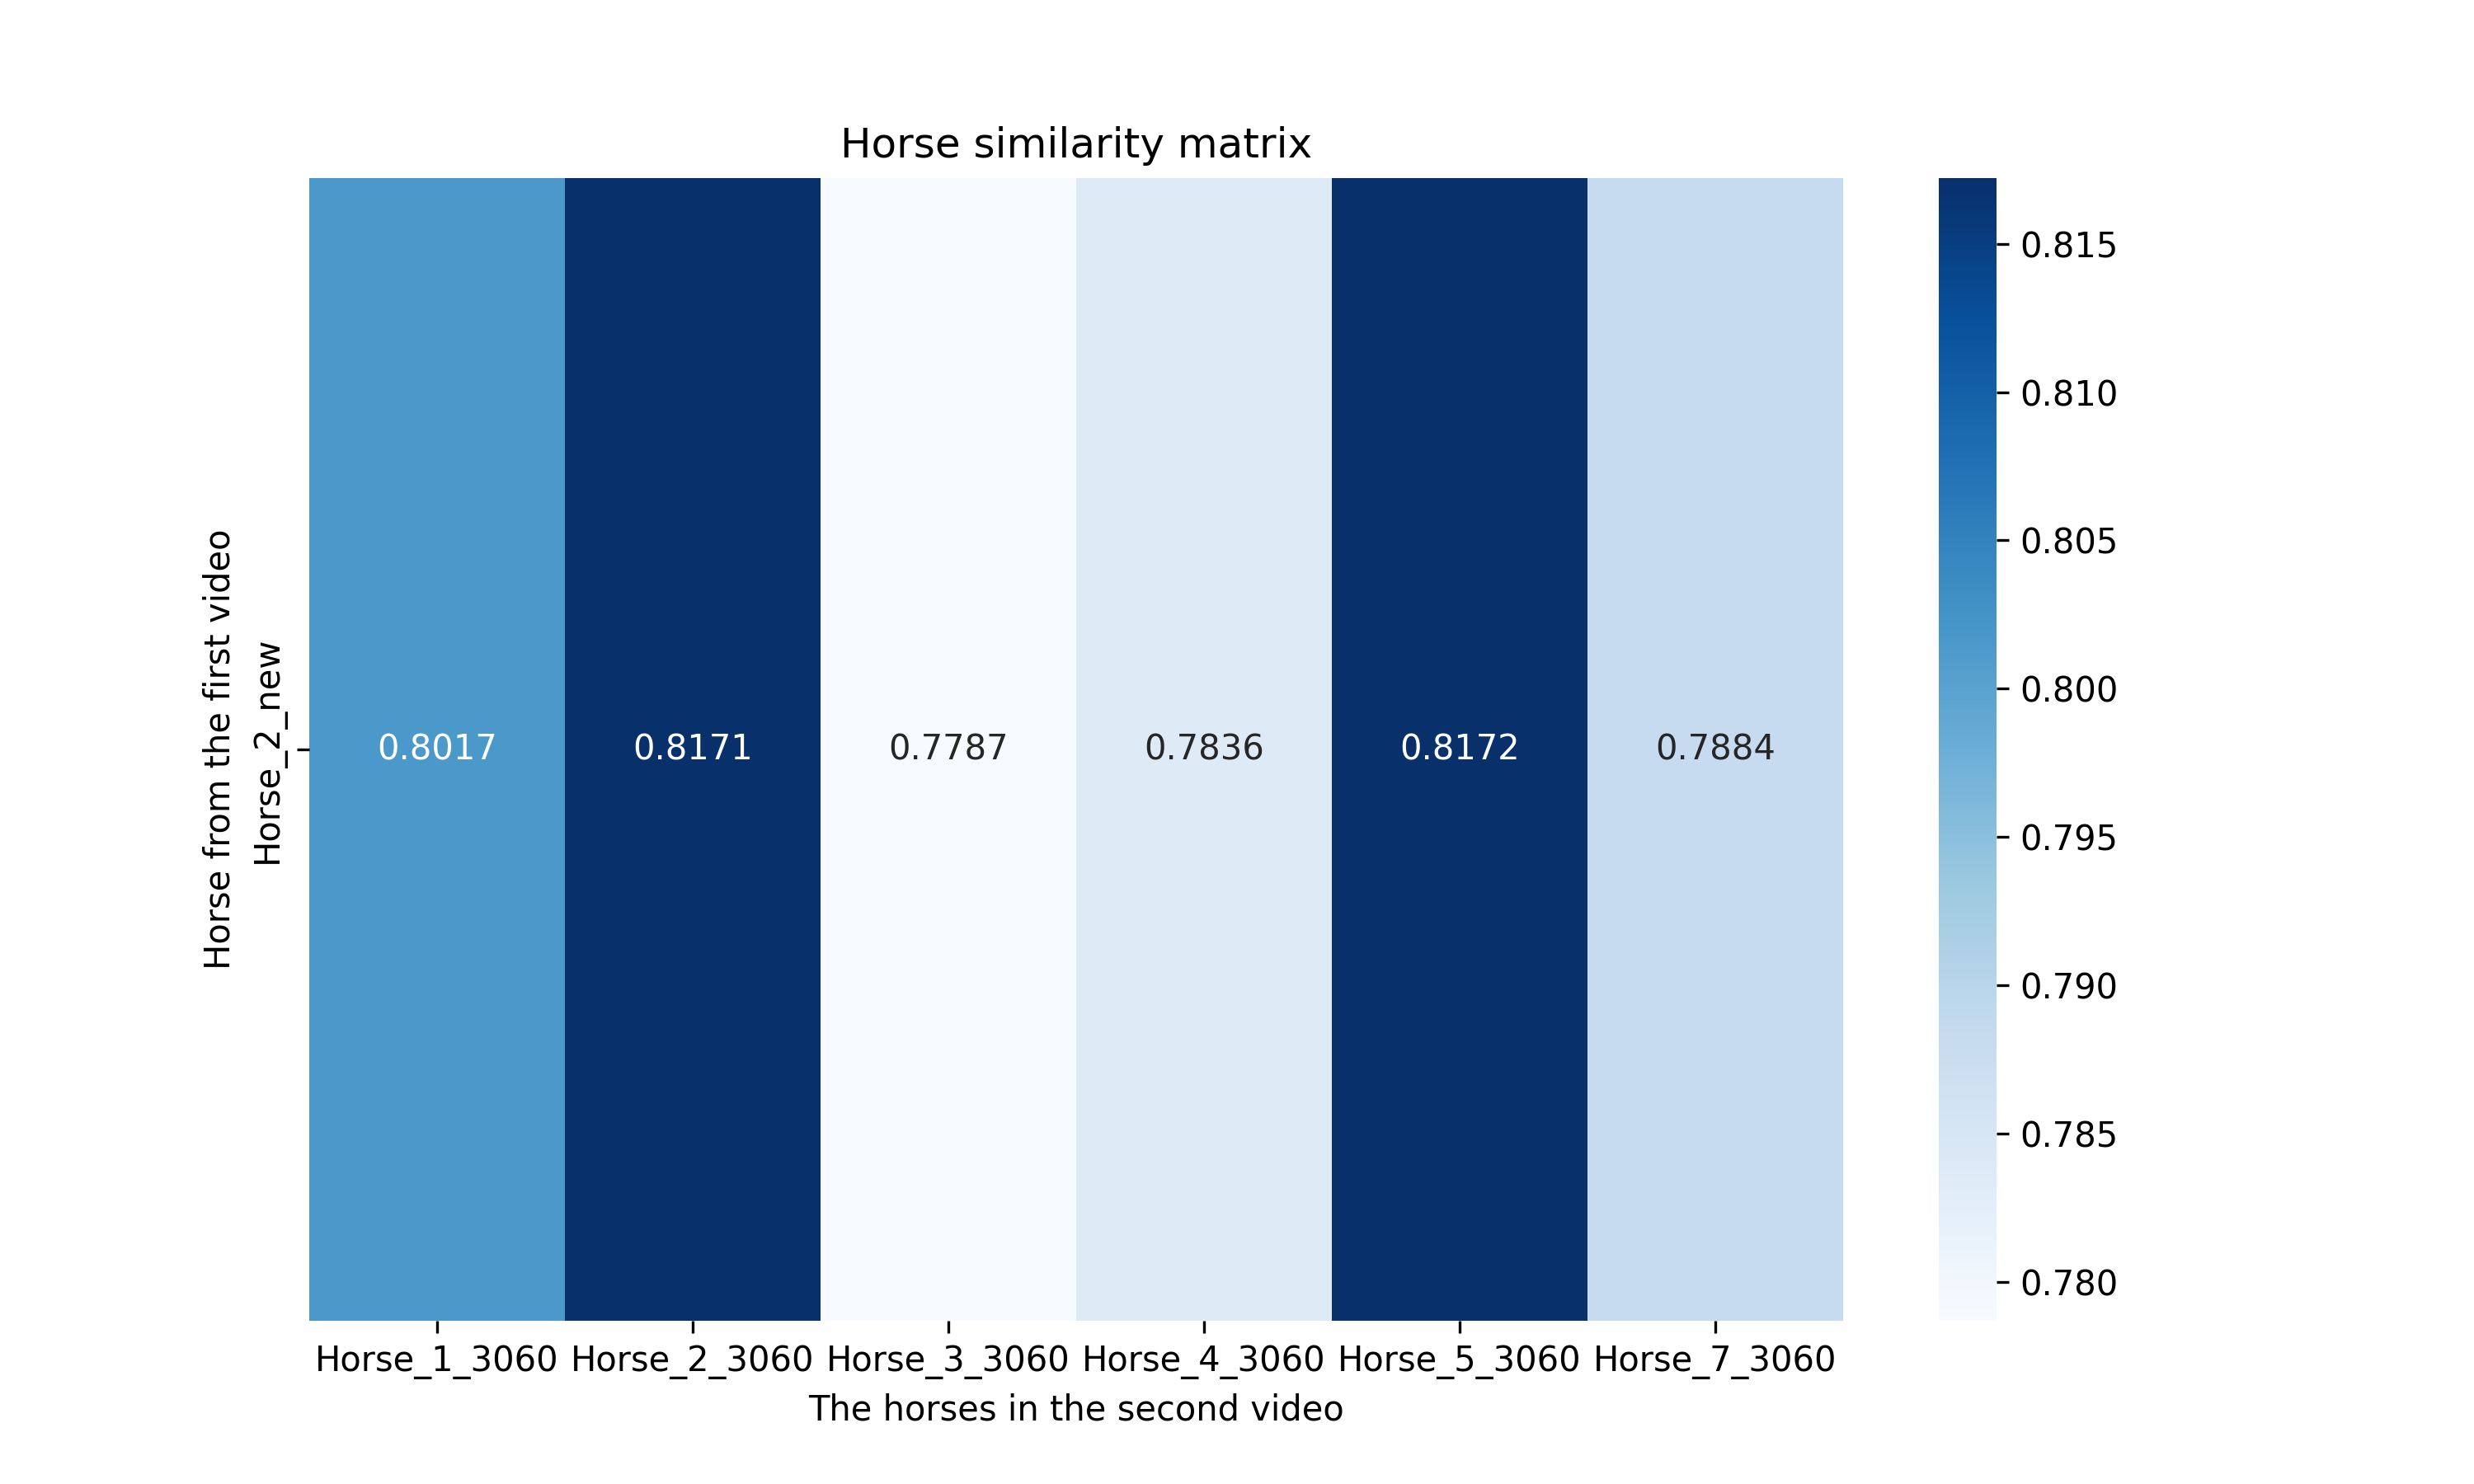 Horse similarity matrix
Horse from the first video
Horse_2_new
0.8017 0.8171 0.7787 0.7836 0.8172 0.7884
Horse_1_3060 Horse_2_3060 Horse_3_3060 Horse_4_3060 Horse_5_3060 Horse_7_3060
The horses in the second video
0.815
0.810
0.805
0.800
0.795
0.790
0.785
0.780